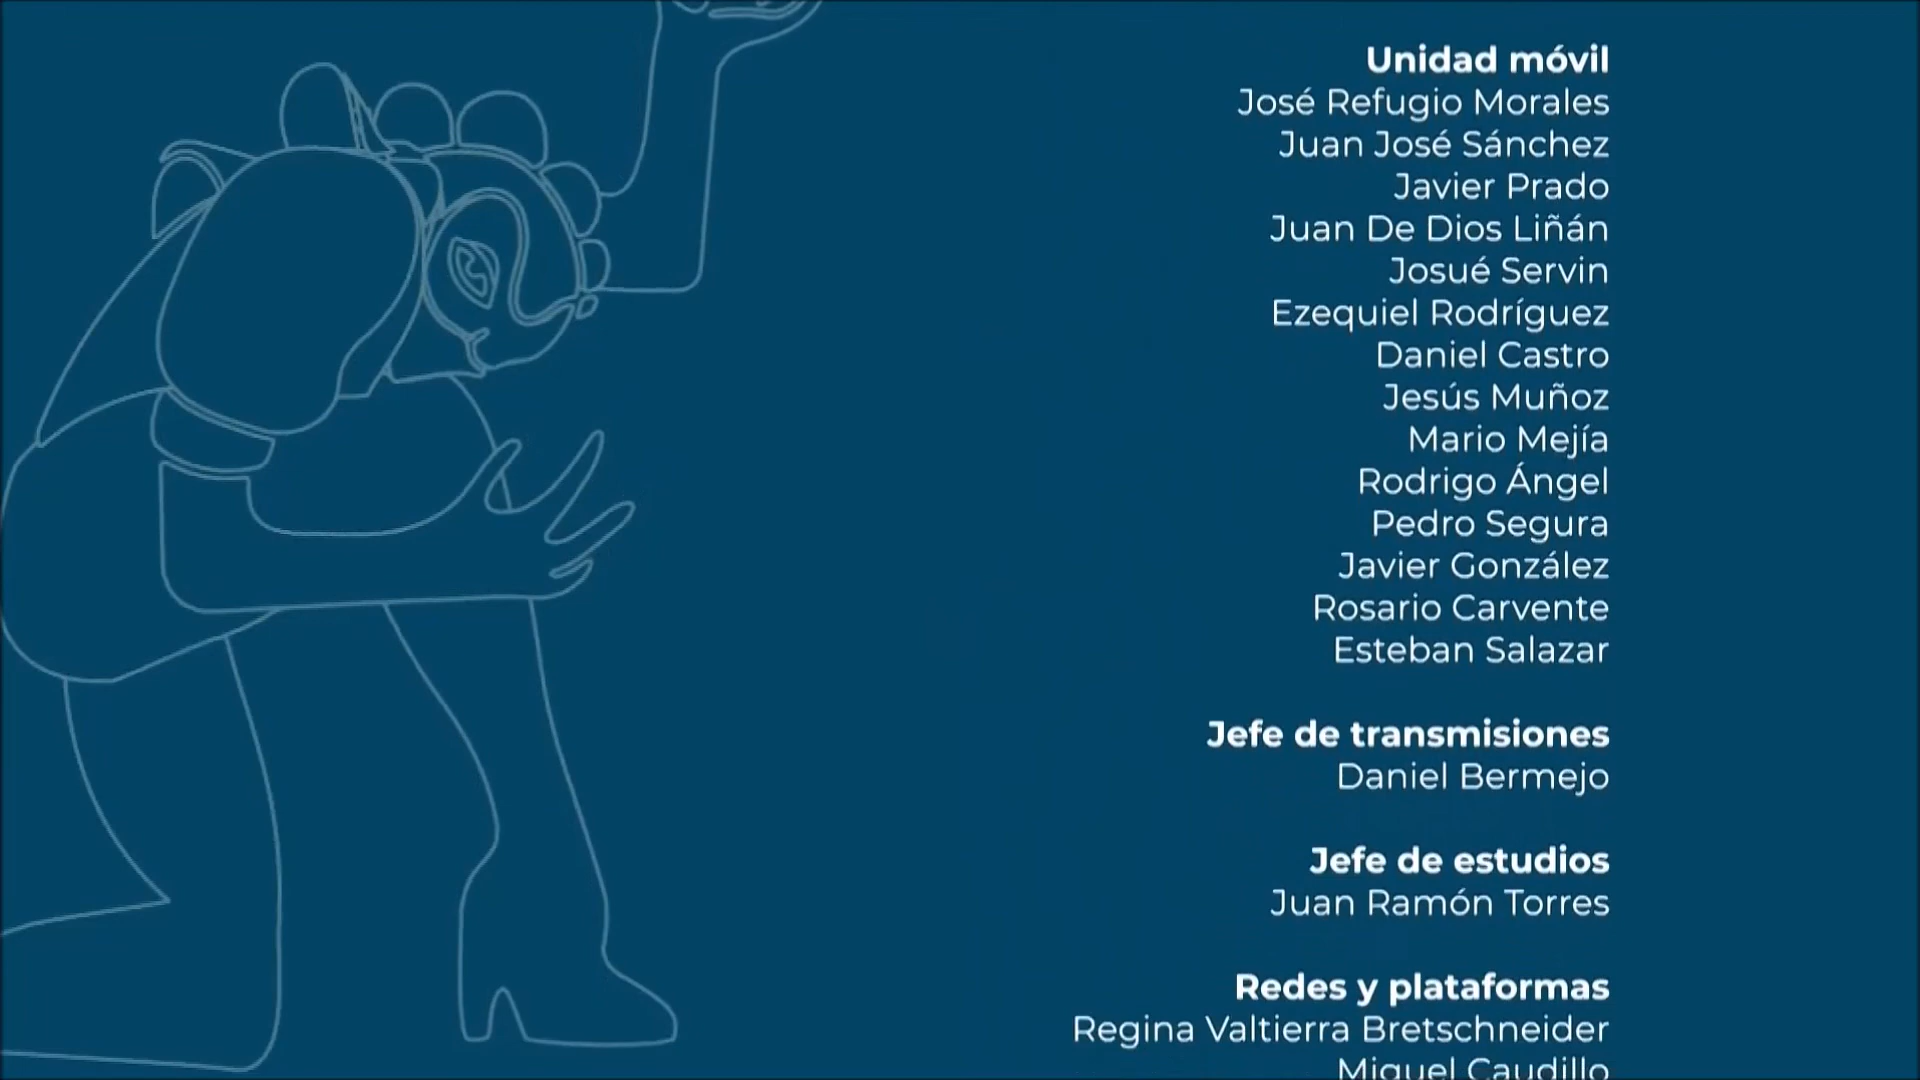 Unidad móvil
José Refugio Morales
Juan José Sánchez
Javier Prado
Juan De Dios Liñán
Josué Servin
Ezequiel Rodríguez
Daniel Castro
Jesús Muñoz
Mario Mejía
Rodrigo Ángel
Pedro Segura
Javier González
Rosario Carvente
Esteban Salazar
Jefe de transmisiones
Daniel Bermejo
Jefe de estudios
Juan Ramón Torres
Redes y plataformas
Regina Valtierra Bretschneider
Miguel Caudillo